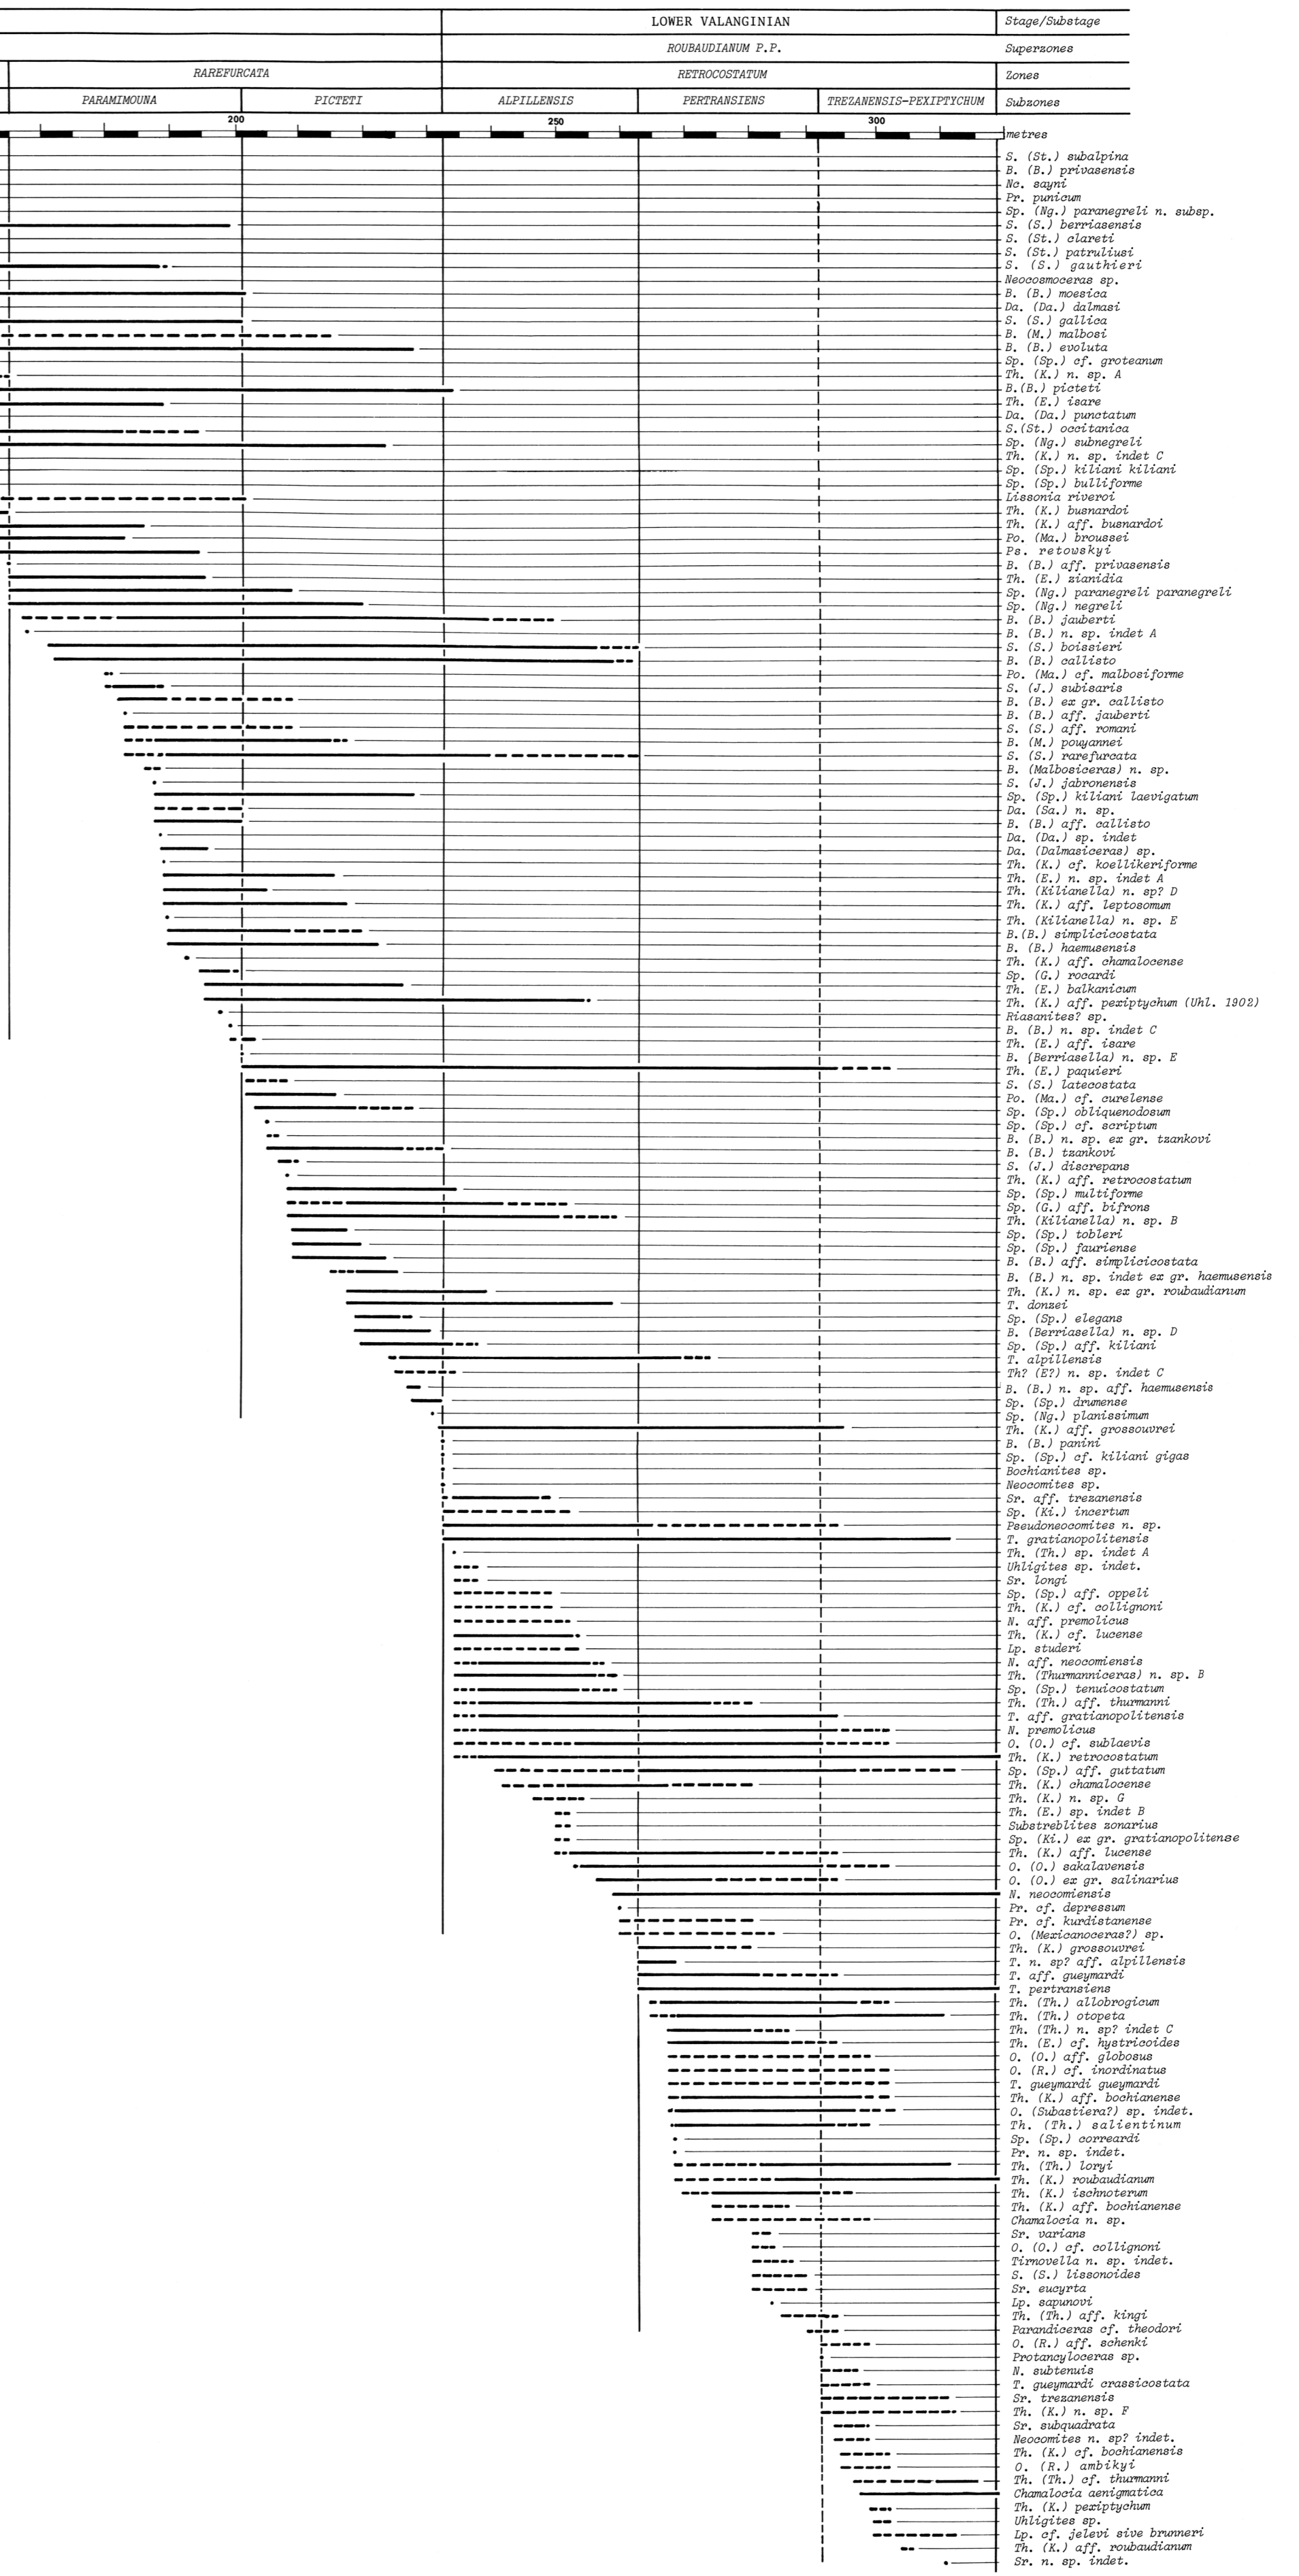 LOWER VALANGINIAN Stage/Substage
ROUBAUDIANUM P.P. Superzones
RAREFURCATA RETROCOSTATUM Zones
PARAMIMOUNA PICTETI ALPILLENSIS PERTRANSIENS TREZANENSIS-PEXIPTYCHUM Subzones
200 250 300
metres
S. (St.) subalpina
B. (B.) privasensis
Nc. sayni
Pr. punicum
Sp. (Ng.) paranegreli n. subsp.
S. (S.) berriasensis
S. (St.) clareti
S. (St.) patruliusi
S. (S.) gauthieri
Neocosmoceras sp.
B. (B.) moesica
Da. (Da.) dalmasi
S. (S.) gallica
B. (M.) malbosi
B. (B.) evoluta
Sp. (Sp.) cf. groteanum
Th. (K.) n. sp. A
B.(B.) picteti
Th. (E.) isare
Da. (Da.) punctatum
S.(St.) occitanica
Sp. (Ng.) subnegreli
Th. (K.) n. sp. indet C
Sp. (Sp.) kiliani kiliani
Sp. (Sp.) bulliforme
Lissonia riveroi
Th. (K.) busnardoi
Th. (K.) aff. busnardoi
Po. (Ma.) broussei
Ps. retowskyi
B. (B.) aff. privasensis
Th. (E.) zianidia
Sp. (Ng.) paranegreli paranegreli
Sp. (Ng.) negreli
B. (B.) jauberti
B. (B.) n. sp. indet A
S. (S.) boissieri
B. (B.) callisto
Po. (Ma.) cf. malbosiforme
S. (J.) subisaris
B. (B.) ex gr. callisto
B. (B.) aff. jauberti
S. (S.) aff. romani
B. (M.) pouyannei
S. (S.) rarefurcata
B. (Malbosiceras) n. sp.
S. (J.) jabronensis
Sp. (Sp.) kiliani laevigatum
Da. (Sa.) n. sp.
B. (B.) aff. callisto
Da. (Da.) sp. indet
Da. (Dalmasiceras) sp.
Th. (K.) cf. koellikeriforme
Th. (E.) n. sp. indet A
Th. (Kilianella) n. sp? D
Th. (K.) aff. leptosomum
Th. (Kilianella) n. sp. E
B.(B.) simplicicostata
B. (B.) haemusensis
Th. (K.) aff. chamalocense
Sp. (G.) rocardi
Th. (E.) balkanicum
Th. (K.) aff. pexiptychum (Uhl. 1902)
Riasanites? sp.
B. (B.) n. sp. indet C
Th. (E.) aff. isare
B. (Berriasella) n. sp. E
Th. (E.) paquieri
S. (S.) latecostata
Po. (Ma.) cf. curelense
Sp. (Sp.) obliquenodosum
Sp. (Sp.) cf. scriptum
B. (B.) n. sp. ex gr. tzankovi
B. (B.) tzankovi
S. (J.) discrepans
Th. (K.) aff. retrocostatum
Sp. (Sp.) multiforme
Sp. (G.) aff. bifrons
Th. (Kilianella) n. sp. B
Sp. (Sp.) tobleri
Sp. (Sp.) fauriense
B. (B.) aff. simplicicostata
B. (B.) n. sp. indet ex gr. haemusensis
Th. (K.) n. sp. ex gr. roubaudianum
T. donzei
Sp. (Sp.) elegans
B. (Berriasella) n. sp. D
Sp. (Sp.) aff. kiliani
T. alpillensis
Th? (E?) n. sp. indet C
B. (B.) n. sp. aff. haemusensis
Sp. (Sp.) drumense
Sp. (Ng.) planissimum
Th. (K.) aff. grossouvrei
B. (B.) panini
Sp. (Sp.) cf. kiliani gigas
Bochianites sp.
Neocomites sp.
Sr. aff. trezanensis
Sp. (Ki.) incertum
Pseudoneocomites n. sp.
T. gratianopolitensis
Th. (Th.) sp. indet A
Uhligites sp. indet.
Sr. longi
Sp. (Sp.) aff. oppeli
Th. (K.) cf. collignoni
N. aff. premolicus
Th. (K.) cf. lucense
Lp. studeri
N. aff. neocomiensis
Th. (Thurmanniceras) n. sp. B
Sp. (Sp.) tenuicostatum
Th. (Th.) aff. thurmanni
T. aff. gratianopolitensis
N. premolicus
O. (O.) cf. sublaevis
Th. (K.) retrocostatum
Sp. (Sp.) aff. guttatum
Th. (K.) chamalocense
Th. (K.) n. sp. G
Th. (E.) sp. indet B
Substreblites zonarius
Sp. (Ki.) ex gr. gratianopolitense
Th. (K.) aff. lucense
O. (O.) sakalavensis
O. (O.) ex gr. salinarius
N. neocomiensis
Pr. cf. depressum
Pr. cf. kurdistanense
O. (Mexicanoceras?) sp.
Th. (K.) grossouvrei
T. n. sp? aff. alpillensis
T. aff. gueymardi
T. pertransiens
Th. (Th.) allobrogicum
Th. (Th.) otopeta
Th. (Th.) n. sp? indet C
Th. (E.) cf. hystricoides
O. (O.) aff. globosus
O. (R.) cf. inordinatus
T. gueymardi gueymardi
Th. (K.) aff. bochianense
O. (Subastiera?) sp. indet.
Th. (Th.) salientinum
Sp. (Sp.) correardi
Pr. n. sp. indet.
Th. (Th.) loryi
Th. (K.) roubaudianum
Th. (K.) ischnoterum
Th. (K.) aff. bochianense
Chamalocia n. sp.
Sr. varians
O. (O.) cf. collignoni
Tirnovella n. sp. indet.
S. (S.) lissonoides
Sr. eucyrta
Lp. sapunovi
Th. (Th.) aff. kingi
Parandiceras cf. theodori
O. (R.) aff. schenki
Protancyloceras sp.
N. subtenuis
T. gueymardi crassicostata
Sr. trezanensis
Th. (K.) n. sp. F
Sr. subquadrata
Neocomites n. sp? indet.
Th. (K.) cf. bochianensis
O. (R.) ambikyi
Th. (Th.) cf. thurmanni
Chamalocia aenigmatica
Th. (K.) pexiptychum
Uhligites sp.
Lp. cf. jelevi sive brunneri
Th. (K.) aff. roubaudianum
Sr. n. sp. indet.